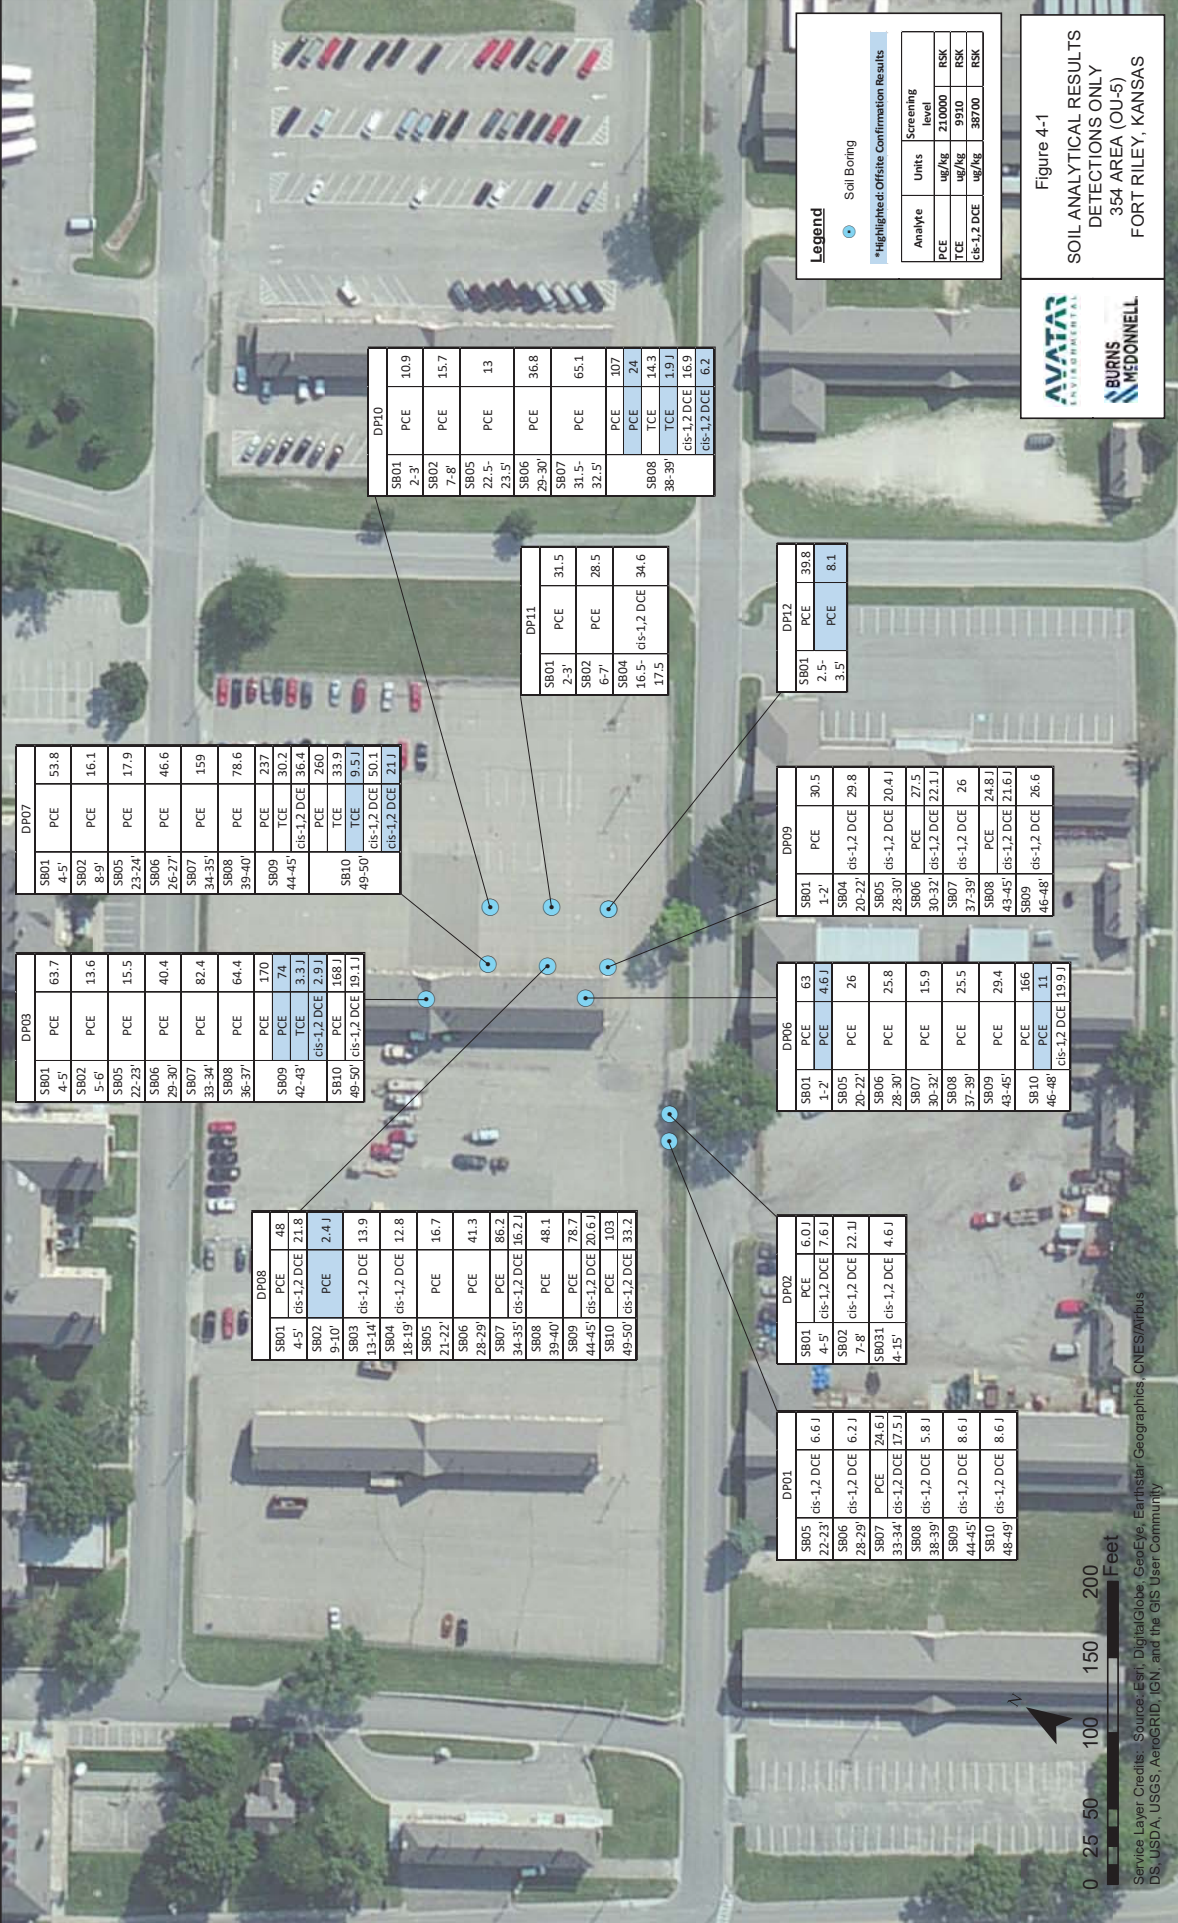 DP03
SB01 4-5' PCE 63.7
SB02 5-6' PCE 13.6
SB05 22-23' PCE 15.5
SB06 29-30' PCE 40.4
SB07 33-34' PCE 82.4
SB08 36-37' PCE 64.4
SB09 42-43' PCE 170
PCE 74
TCE 3.3 J
cis-1,2 DCE 2.9 J
SB10 49-50' PCE 168 J
cis-1,2 DCE 19.1 J
DP07
SB01 4-5' PCE 53.8
SB02 8-9' PCE 16.1
SB05 23-24' PCE 17.9
SB06 26-27' PCE 46.6
SB07 34-35' PCE 159
SB08 39-40' PCE 78.6
SB09 44-45' PCE 237
TCE 30.2
cis-1,2 DCE 36.4
SB10 49-50' PCE 260
TCE 33.9
TCE 9.5 J
cis-1,2 DCE 50.1
cis-1,2 DCE 21 J
DP08
SB01 4-5' PCE 48
cis-1,2 DCE 21.8
SB02 9-10' PCE 2.4 J
SB03 13-14' cis-1,2 DCE 13.9
SB04 18-19' cis-1,2 DCE 12.8
SB05 21-22' PCE 16.7
SB06 28-29' PCE 41.3
SB07 34-35' PCE 86.2
cis-1,2 DCE 16.2 J
SB08 39-40' PCE 48.1
SB09 44-45' PCE 78.7
cis-1,2 DCE 20.6 J
SB10 49-50' PCE 103
cis-1,2 DCE 33.2
DP10
SB01 2-3' PCE 10.9
SB02 7-8' PCE 15.7
SB05 22.5-23.5' PCE 13
SB06 29-30' PCE 36.8
SB07 31.5-32.5' PCE 65.1
SB08 38-39' PCE 107
PCE 24
TCE 14.3
TCE 1.9 J
cis-1,2 DCE 16.9
cis-1,2 DCE 6.2
DP11
SB01 2-3' PCE 31.5
SB02 6-7' PCE 28.5
SB04 16.5-17.5 cis-1,2 DCE 34.6
DP01
SB05 22-23' cis-1,2 DCE 6.6 J
SB06 28-29' cis-1,2 DCE 6.2 J
SB07 33-34' PCE 24.6 J
cis-1,2 DCE 17.5 J
SB08 38-39' cis-1,2 DCE 5.8 J
SB09 44-45' cis-1,2 DCE 8.6 J
SB10 48-49' cis-1,2 DCE 8.6 J
DP02
SB01 4-5' PCE 6.0 J
cis-1,2 DCE 7.6 J
SB02 7-8' cis-1,2 DCE 22.1J
SB031 4-15' cis-1,2 DCE 4.6 J
DP06
SB01 1-2' PCE 63
PCE 4.6 J
SB05 20-22' PCE 26
SB06 28-30' PCE 25.8
SB07 30-32' PCE 15.9
SB08 37-39' PCE 25.5
SB09 43-45' PCE 29.4
SB10 46-48' PCE 166
PCE 11
cis-1,2 DCE 19.9 J
DP09
SB01 1-2' PCE 30.5
SB04 20-22' cis-1,2 DCE 29.8
SB05 28-30' cis-1,2 DCE 20.4 J
SB06 30-32' PCE 27.5
cis-1,2 DCE 22.1 J
SB07 37-39' PCE 26
SB08 43-45' PCE 24.8 J
cis-1,2 DCE 21.6 J
SB09 46-48' cis-1,2 DCE 26.6
DP12
SB01 2.5-3.5' PCE 39.8
PCE 8.1
Legend
Soil Boring
*Highlighted: Offsite Confirmation Results
Analyte Units Screening level
PCE ug/kg 210000 RSK
TCE ug/kg 9910 RSK
cis-1,2 DCE ug/kg 38700 RSK
N
0 25 50 100 150 200
Feet
Service Layer Credits: Source: Esri, DigitalGlobe, GeoEye, Earthstar Geographics, CNES/Airbus
DS, USDA, USGS, AeroGRID, IGN, and the GIS User Community
AVATAR
ENVIRONMENTAL
BURNS
MCDONNELL
Figure 4-1
SOIL ANALYTICAL RESULTS
DETECTIONS ONLY
354 AREA (OU-5)
FORT RILEY, KANSAS